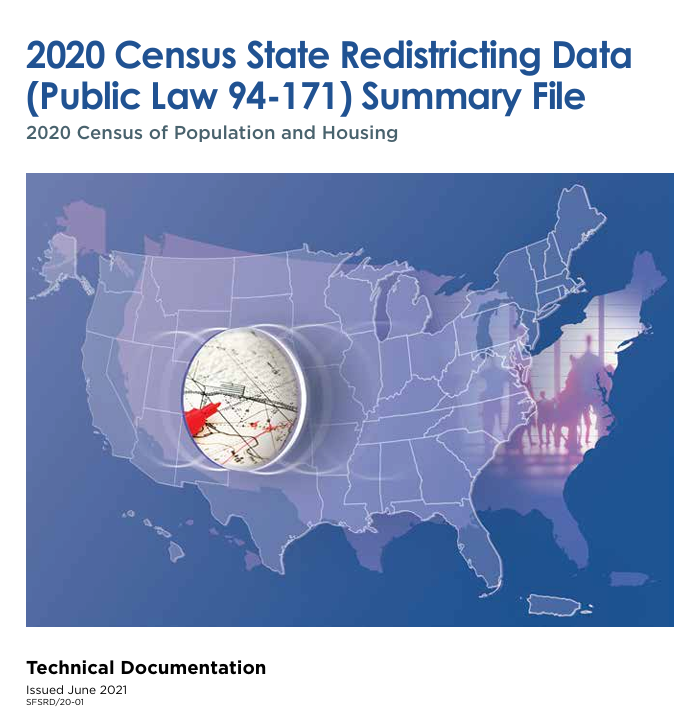 2020 Census State Redistricting Data
(Public Law 94-171) Summary File
2020 Census of Population and Housing
Technical Documentation
Issued June 2021
SFSRD/20-01